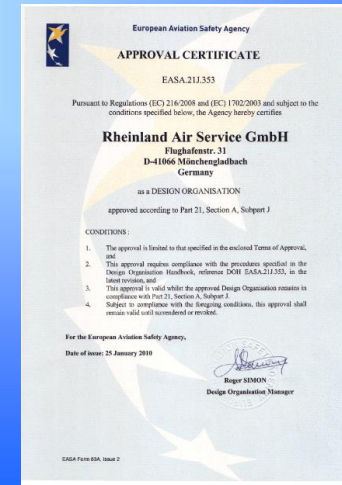 European Aviation Safety Agency
APPROVAL CERTIFICATE
EASA.21J.353
Pursuant to Regulations (EC) 216/2008 and (EC) 1702/2003 and subject to the
conditions specified below, the Agency hereby certifies
Rheinland Air Service GmbH
Flughafenstr. 31
D-41066 Mönchengladbach
Germany
as a DESIGN ORGANISATION
approved according to Part 21, Section A, Subpart J
CONDITIONS :
1. The approval is limited to that specified in the enclosed Terms of Approval,
and
2. This approval requires compliance with the procedures specified in the
Design Organisation Handbook, reference DOH EASA.21J.353, in the
latest revision, and
3. This approval is valid whilst the approved Design Organisation remains in
compliance with Part 21, Section A, Subpart J.
4. Subject to compliance with the foregoing conditions, this approval shall
remain valid until surrendered or revoked.
For the European Aviation Safety Agency,
Date of issue: 25 January 2010
Roger SIMON
Design Organisation Manager
EASA Form 80A, Issue 2